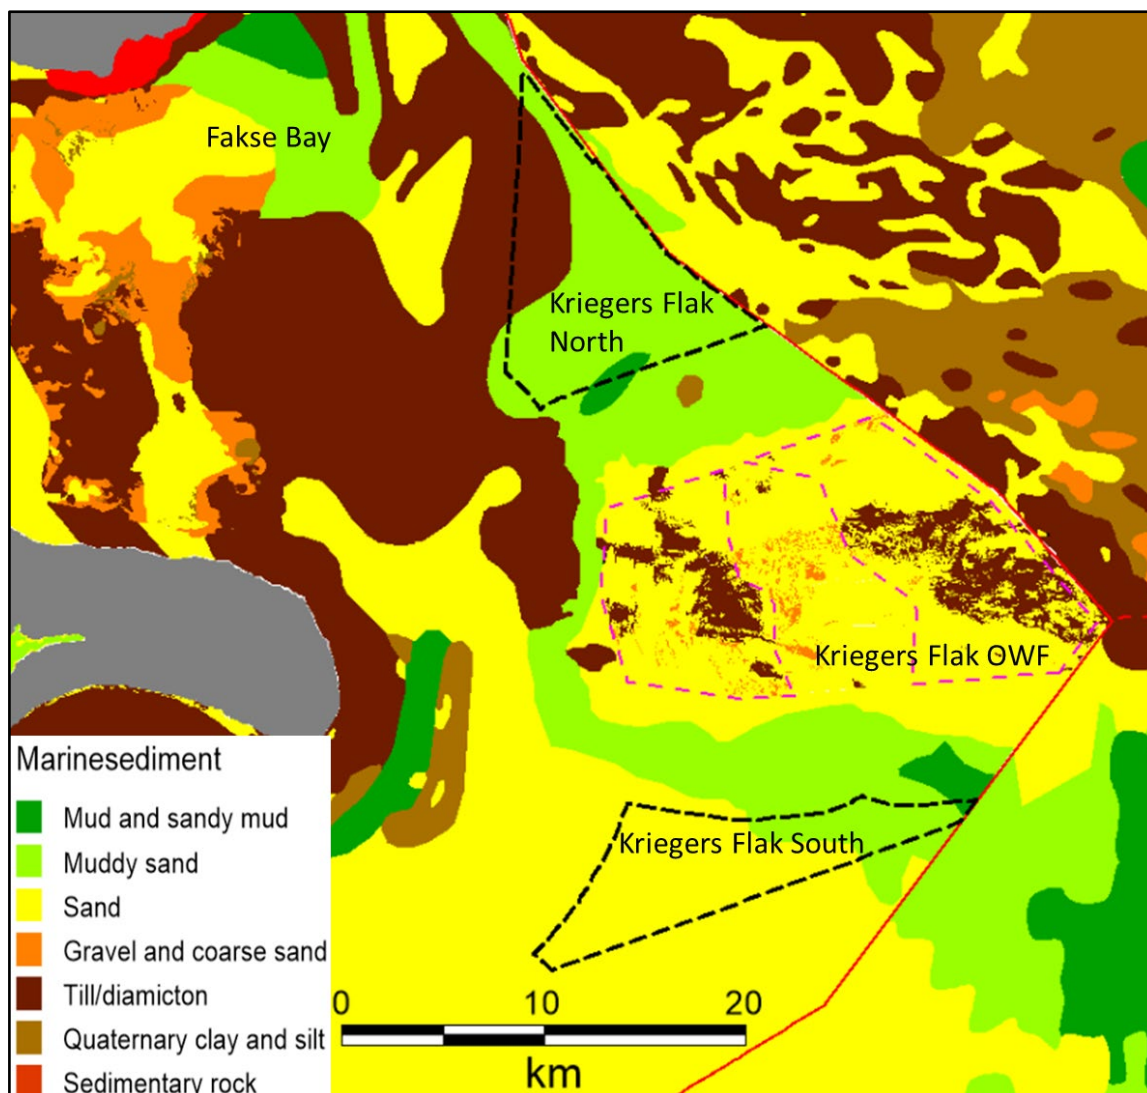 Fakse Bay
Kriegers Flak
North
Kriegers Flak OWF
Kriegers Flak South
Marinesediment
Mud and sandy mud
Muddy sand
Sand
Gravel and coarse sand
Till/diamicton
Quaternary clay and silt
Sedimentary rock
0 10 20
km